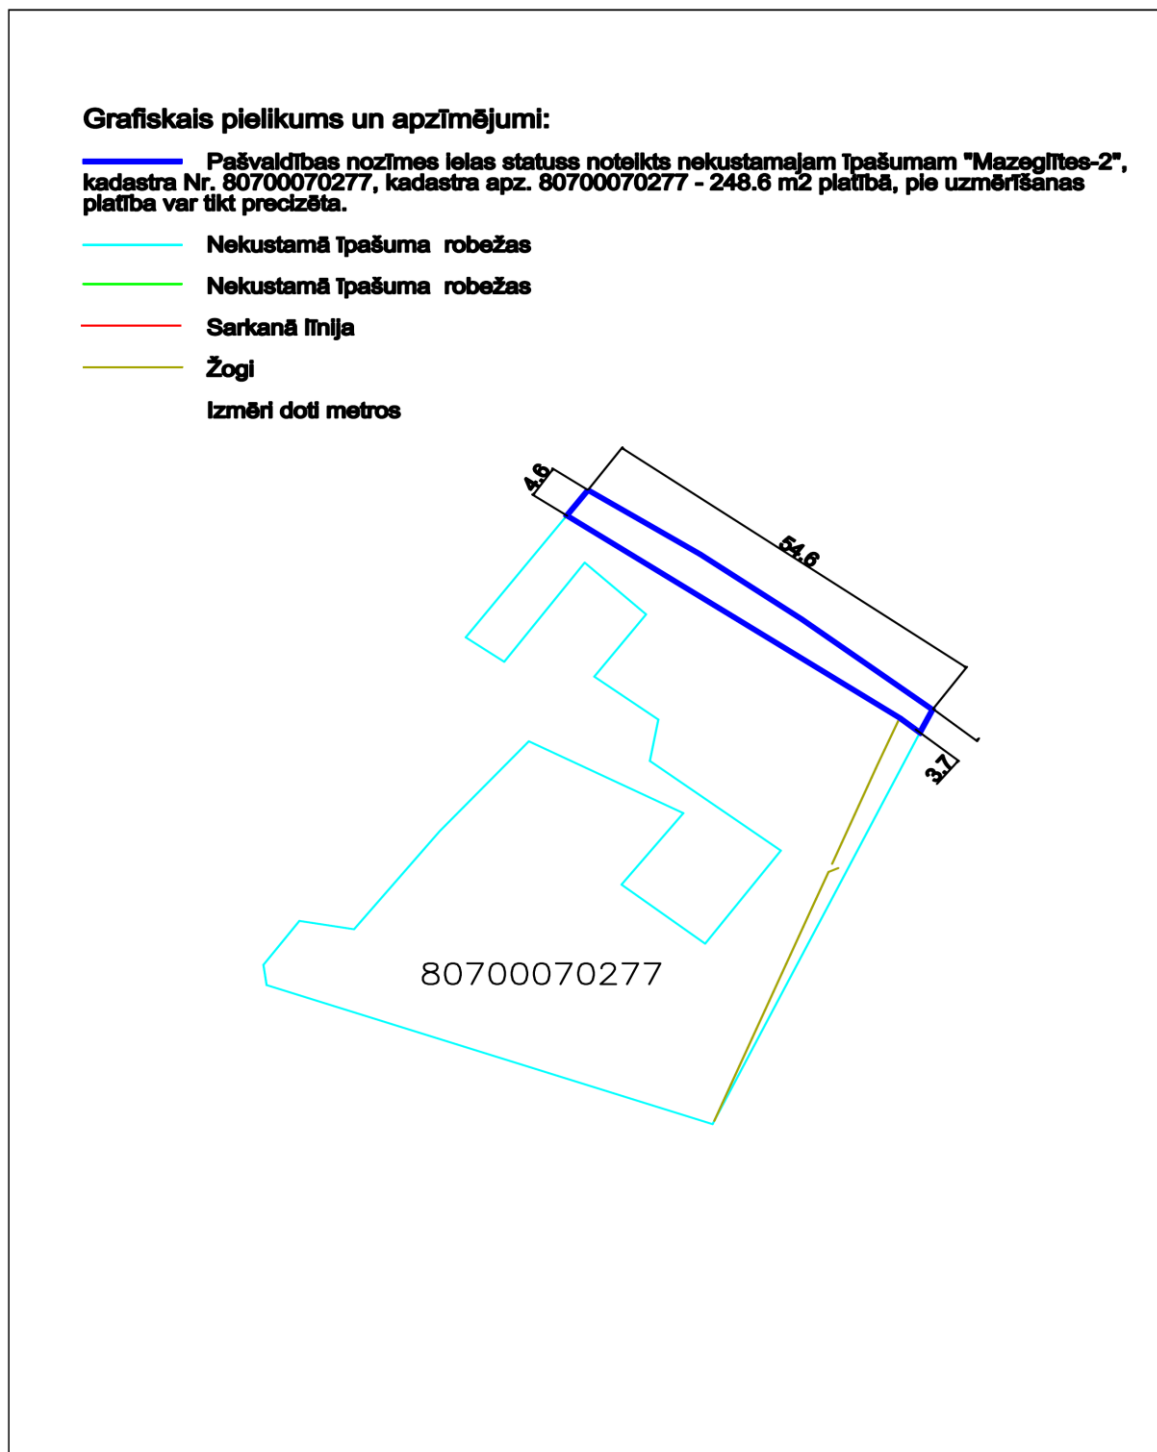 Grafiskais pielikums un apzīmējumi:
Pašvaldības nozīmes ielas statuss noteikts nekustamajam īpašumam "Mazeglītes-2",
kadastra Nr. 80700070277, kadastra apz. 80700070277 - 248.6 m2 platībā, pie uzmērīšanas
platība var tikt precizēta.
Nekustamā īpašuma robežas
Nekustamā īpašuma robežas
Sarkanā līnija
Žogi
Izmēri doti metros
4.6
54.6
3.7
80700070277